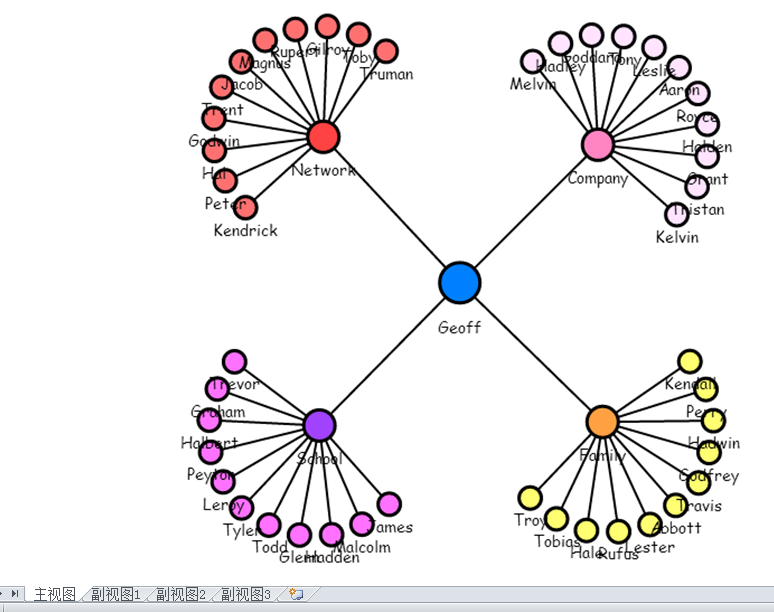 Rupert
Gilroy
Toby
Magnus
Truman
Jacob
Trent
Godwin
Network
Hal
Peter
Kendrick
Goddard
Tony
Hadley
Leslie
Melvin
Aaron
Royce
Halden
Company
Grant
Tristan
Kelvin
Geoff
Trevor
Graham
Halbert
School
Peyton
Leroy
Tyler
James
Todd
Malcolm
Glenn
Hadden
Kendall
Perry
Hadwin
Family
Godfrey
Travis
Troy
Abbott
Tobias
Lester
Hale
Rufus
主视图 副视图1 副视图2 副视图3